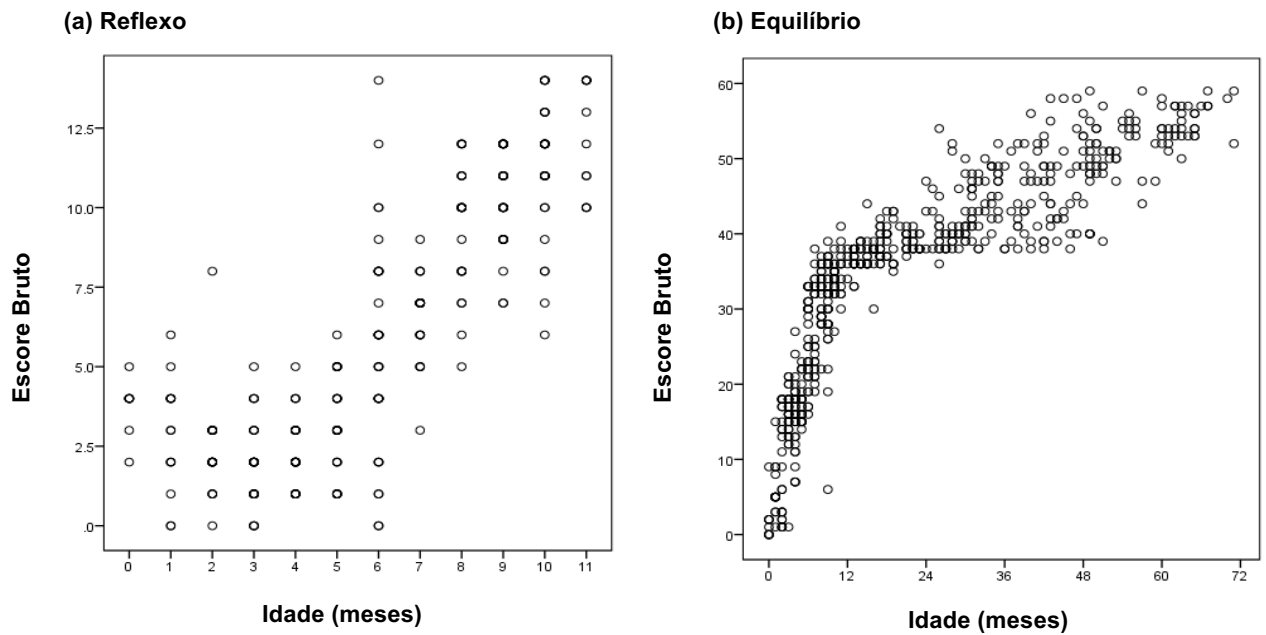 (a) Reflexo
(b) Equilíbrio
Escore Bruto
12.5
10.0
7.5
5.0
2.5
.0
0 1 2 3 4 5 6 7 8 9 10 11
Idade (meses)
Escore Bruto
60
50
40
30
20
10
0
0 12 24 36 48 60 72
Idade (meses)